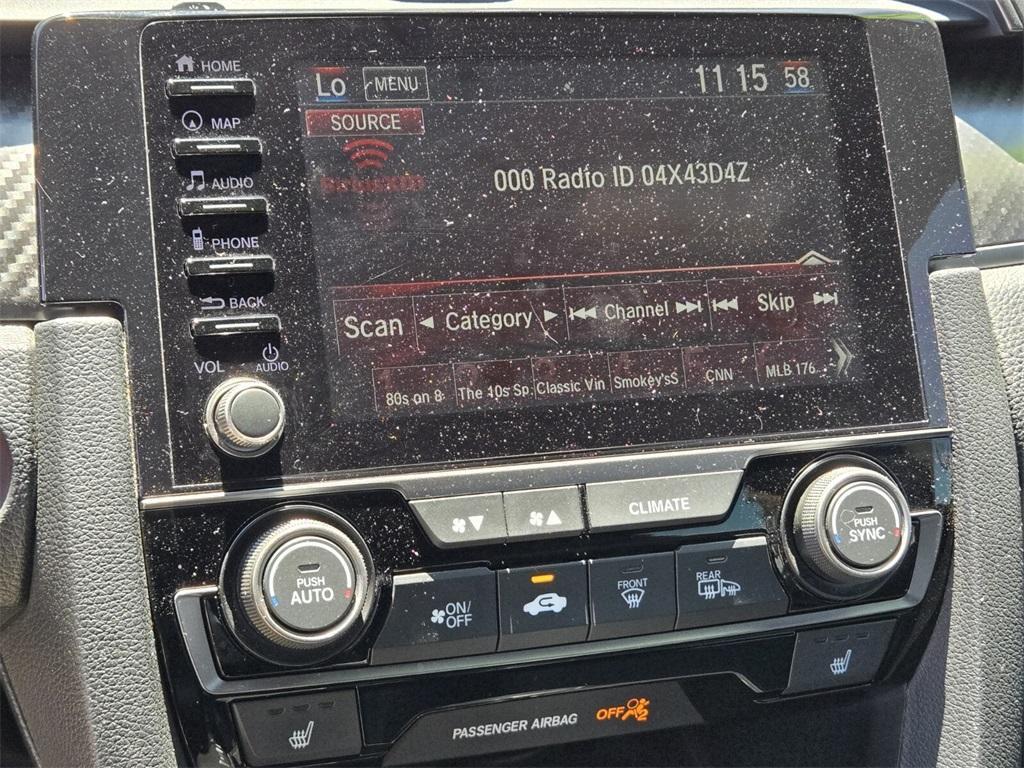 HOME
MAP
AUDIO
PHONE
BACK
VOL
AUDIO
Lo MENU 11 15 58
SOURCE
000 Radio ID 04X43D4Z
Scan Category Channel Skip
80s on 8 The 10s Sp Classic Vin Smokey'sS CNN MLB 176
CLIMATE
PUSH
AUTO
ON/
OFF
FRONT
REAR
PUSH
SYNC
PASSENGER AIRBAG OFF 2